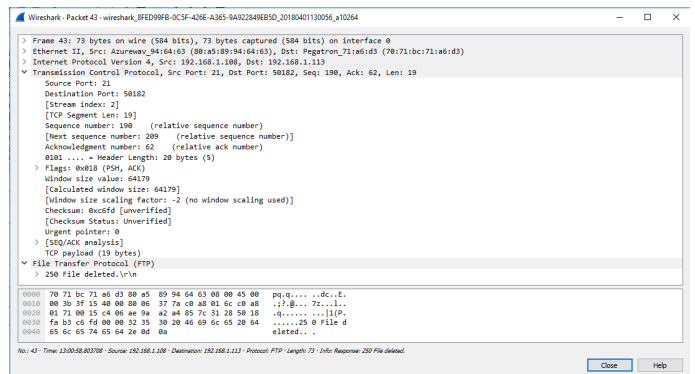 Wireshark · Packet 43 · wireshark_8FED99FB-0C5F-426E-A365-9A922849EB5D_20180401130056_a10264
> Frame 43: 73 bytes on wire (584 bits), 73 bytes captured (584 bits) on interface 0
> Ethernet II, Src: Azurewav_94:64:63 (80:a5:89:94:64:63), Dst: Pegatron_71:a6:d3 (70:71:bc:71:a6:d3)
> Internet Protocol Version 4, Src: 192.168.1.108, Dst: 192.168.1.113
Transmission Control Protocol, Src Port: 21, Dst Port: 50182, Seq: 190, Ack: 62, Len: 19
Source Port: 21
Destination Port: 50182
[Stream index: 2]
[TCP Segment Len: 19]
Sequence number: 190 (relative sequence number)
[Next sequence number: 209 (relative sequence number)]
Acknowledgment number: 62 (relative ack number)
0101 .... = Header Length: 20 bytes (5)
> Flags: 0x018 (PSH, ACK)
Window size value: 64179
[Calculated window size: 64179]
[Window size scaling factor: -2 (no window scaling used)]
Checksum: 0xc6fd [unverified]
[Checksum Status: Unverified]
Urgent pointer: 0
> [SEQ/ACK analysis]
TCP payload (19 bytes)
File Transfer Protocol (FTP)
> 250 File deleted.\r\n
0000 70 71 bc 71 a6 d3 80 a5 89 94 64 63 08 00 45 00 pq.q.... ..dc..E.
0010 00 3b 3f 15 40 00 80 06 37 7a c0 a8 01 6c c0 a8 .;?.@... 7z...l..
0020 01 71 00 15 c4 06 ae 9a a2 a4 85 7c 31 28 50 18 .q...... ...|1(P.
0030 fa b3 c6 fd 00 00 32 35 30 20 46 69 6c 65 20 64 ......25 0 File d
0040 65 6c 65 74 65 64 2e 0d 0a eleted.. .
No.: 43 · Time: 13:00:58,803708 · Source: 192.168.1.108 · Destination: 192.168.1.113 · Protocol: FTP · Length: 73 · Info: Response: 250 File deleted.
Close Help